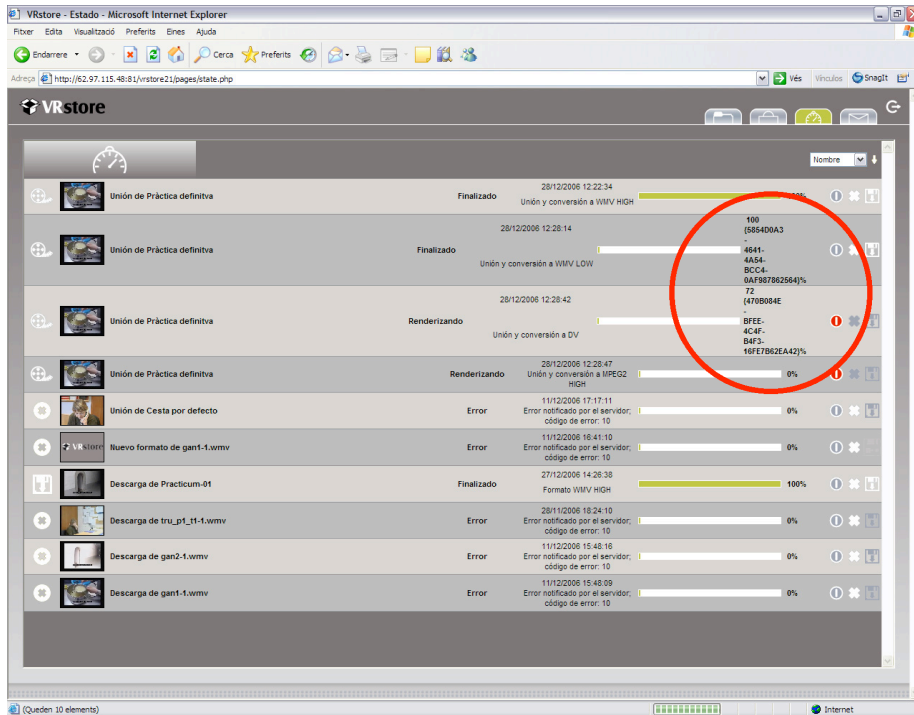 VRstore - Estado - Microsoft Internet Explorer
Fitxer Edita Visualització Preferits Eines Ajuda
Endarrere Cerca Preferits
Adreça http://62.97.115.48:81/vrstore21/pages/state.php Vés Vínculos SnagIt
VRstore
Nombre
Unión de Pràctica definitva Finalizado 28/12/2006 12:22:34 100%
Unión y conversión a WMV HIGH
Unión de Pràctica definitva Finalizado 28/12/2006 12:28:14
Unión y conversión a WMV LOW
100
{5854D0A3
-
4641-
4A54-
BCC4-
0AF987862564}%
Unión de Pràctica definitva Renderizando 28/12/2006 12:28:42
Unión y conversión a DV
72
{470B084E
-
BFEE-
4C4F-
B4F3-
16FE7B62EA42}%
Unión de Pràctica definitva Renderizando 28/12/2006 12:28:47 0%
Unión y conversión a MPEG2
HIGH
Unión de Cesta por defecto Error 11/12/2006 17:17:11 0%
Error notificado por el servidor;
código de error: 10
VRstore Nuevo formato de gan1-1.wmv Error 11/12/2006 16:41:10 0%
Error notificado por el servidor;
código de error: 10
Descarga de Practicum-01 Finalizado 27/12/2006 14:26:38 100%
Formato WMV HIGH
Descarga de tru_p1_t1-1.wmv Error 28/11/2006 18:24:10 0%
Error notificado por el servidor;
código de error: 10
Descarga de gan2-1.wmv Error 11/12/2006 15:48:16 0%
Error notificado por el servidor;
código de error: 10
Descarga de gan1-1.wmv Error 11/12/2006 15:48:09 0%
Error notificado por el servidor;
código de error: 10
(Queden 10 elements) Internet